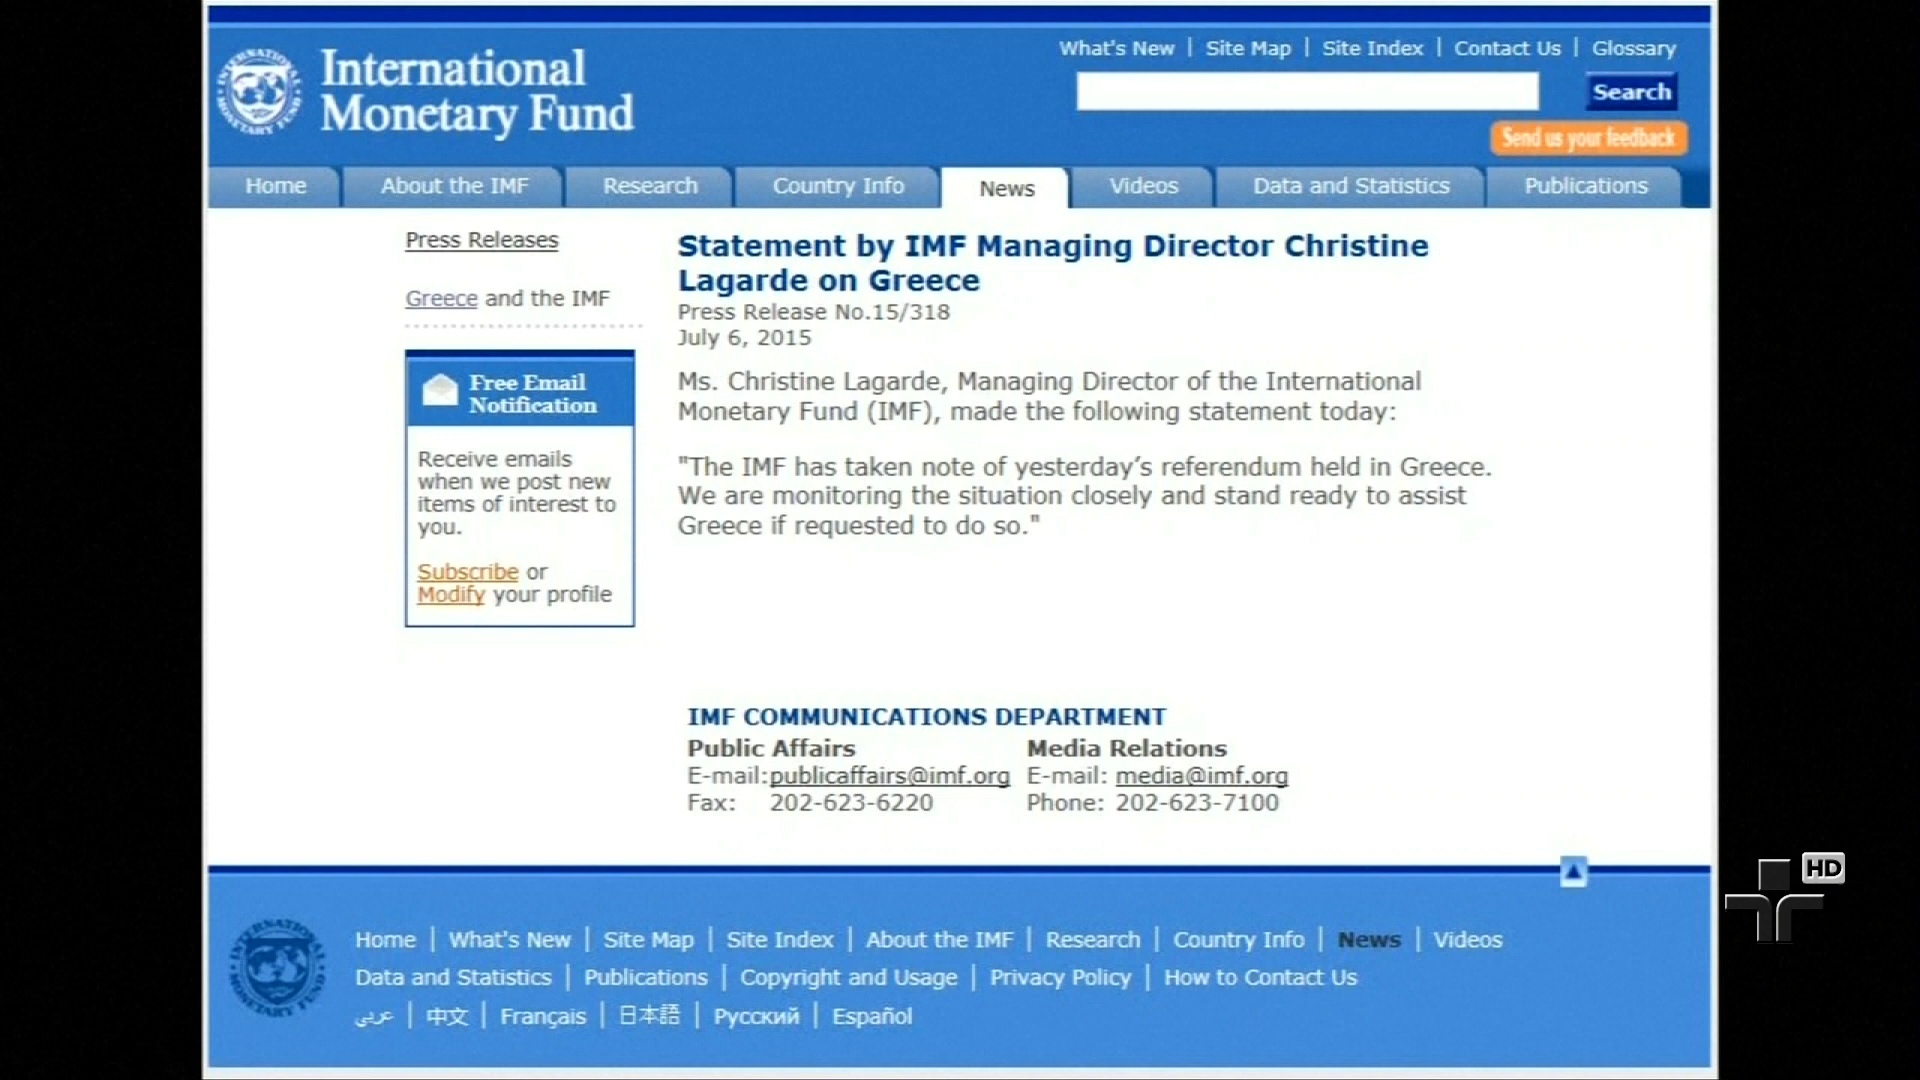 International
Monetary Fund
INTERNATIONAL MONETARY FUND
What's New | Site Map | Site Index | Contact Us | Glossary
Search
Send us your feedback
Home
About the IMF
Research
Country Info
News
Videos
Data and Statistics
Publications
Press Releases
Greece and the IMF
Free Email
Notification
Receive emails
when we post new
items of interest to
you.
Subscribe or
Modify your profile
Statement by IMF Managing Director Christine
Lagarde on Greece
Press Release No.15/318
July 6, 2015
Ms. Christine Lagarde, Managing Director of the International
Monetary Fund (IMF), made the following statement today:
"The IMF has taken note of yesterday’s referendum held in Greece.
We are monitoring the situation closely and stand ready to assist
Greece if requested to do so."
IMF COMMUNICATIONS DEPARTMENT
Public Affairs
E-mail:publicaffairs@imf.org
Fax: 202-623-6220
Media Relations
E-mail: media@imf.org
Phone: 202-623-7100
HD
INTERNATIONAL MONETARY FUND
Home | What's New | Site Map | Site Index | About the IMF | Research | Country Info | News | Videos
Data and Statistics | Publications | Copyright and Usage | Privacy Policy | How to Contact Us
عربي | 中文 | Français | 日本語 | Русский | Español